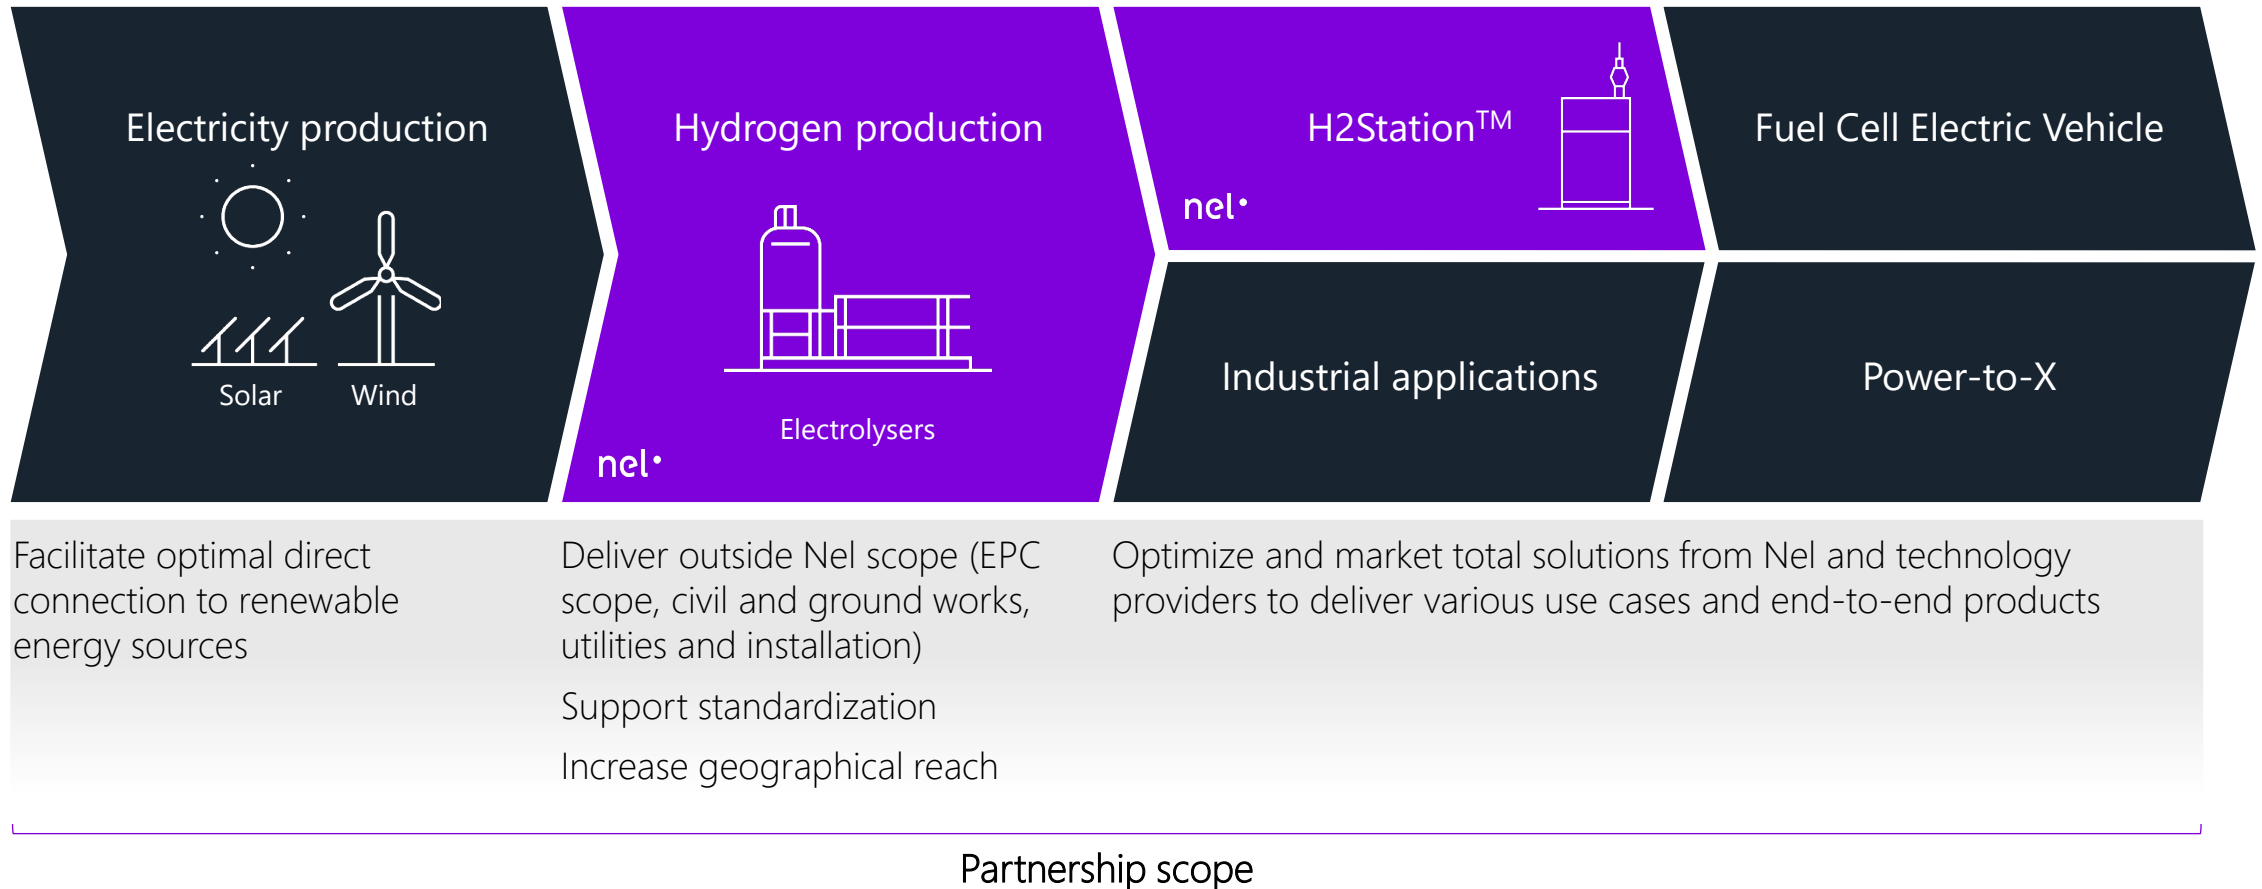 Electricity production
Solar
Wind
Hydrogen production
Electrolysers
nel
H2Station™
nel
Fuel Cell Electric Vehicle
Industrial applications
Power-to-X
Facilitate optimal direct
connection to renewable
energy sources
Deliver outside Nel scope (EPC
scope, civil and ground works,
utilities and installation)
Support standardization
Increase geographical reach
Optimize and market total solutions from Nel and technology
providers to deliver various use cases and end-to-end products
Partnership scope